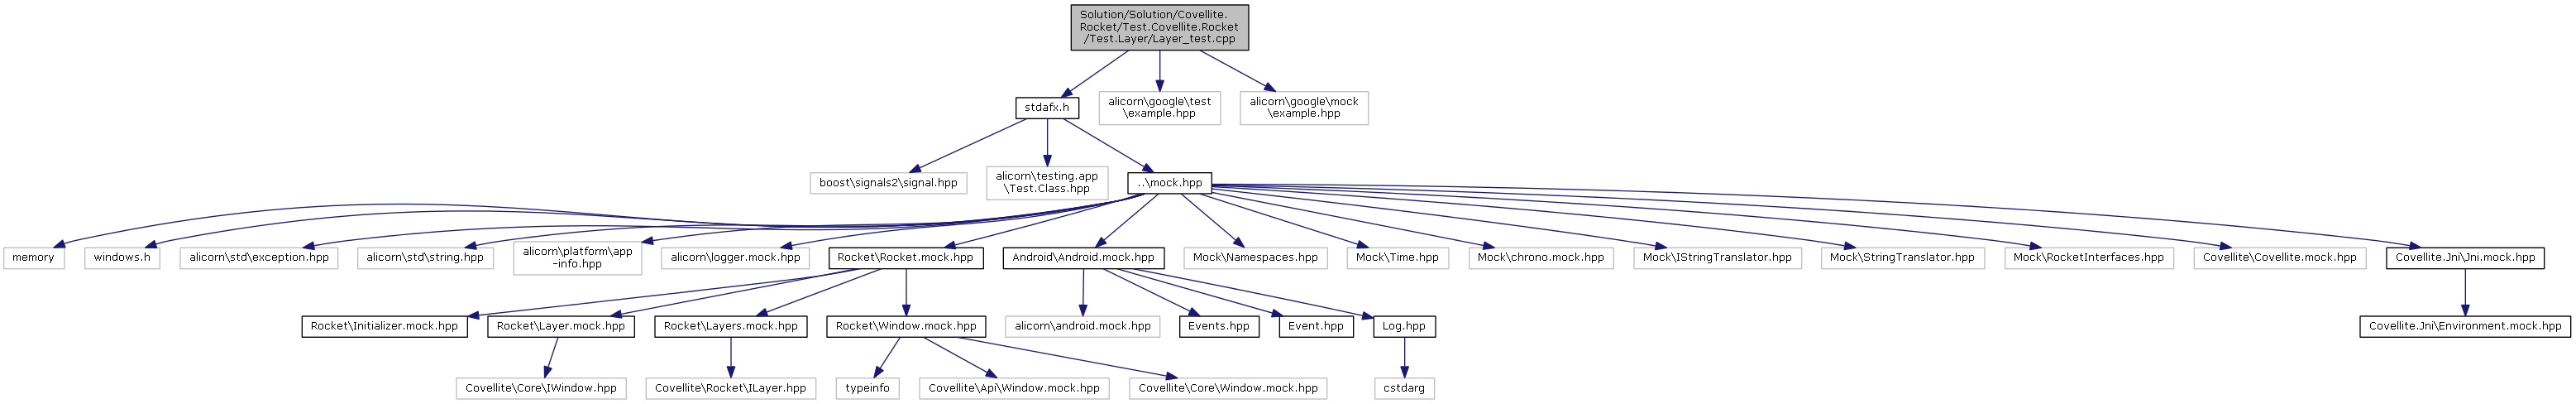 Solution/Solution/Covellite.
Rocket/Test.Covellite.Rocket
/Test.Layer/Layer_test.cpp
stdafx.h
alicorn\google\test
\example.hpp
alicorn\google\mock
\example.hpp
boost\signals2\signal.hpp
alicorn\testing.app
\Test.Class.hpp
..\mock.hpp
memory
windows.h
alicorn\std\exception.hpp
alicorn\std\string.hpp
alicorn\platform\app
-info.hpp
alicorn\logger.mock.hpp
Rocket\Rocket.mock.hpp
Android\Android.mock.hpp
Mock\Namespaces.hpp
Mock\Time.hpp
Mock\chrono.mock.hpp
Mock\IStringTranslator.hpp
Mock\StringTranslator.hpp
Mock\RocketInterfaces.hpp
Covellite\Covellite.mock.hpp
Covellite.Jni\Jni.mock.hpp
Rocket\Initializer.mock.hpp
Rocket\Layer.mock.hpp
Rocket\Layers.mock.hpp
Rocket\Window.mock.hpp
alicorn\android.mock.hpp
Events.hpp
Event.hpp
Log.hpp
Covellite.Jni\Environment.mock.hpp
Covellite\Core\IWindow.hpp
Covellite\Rocket\ILayer.hpp
typeinfo
Covellite\Api\Window.mock.hpp
Covellite\Core\Window.mock.hpp
cstdarg